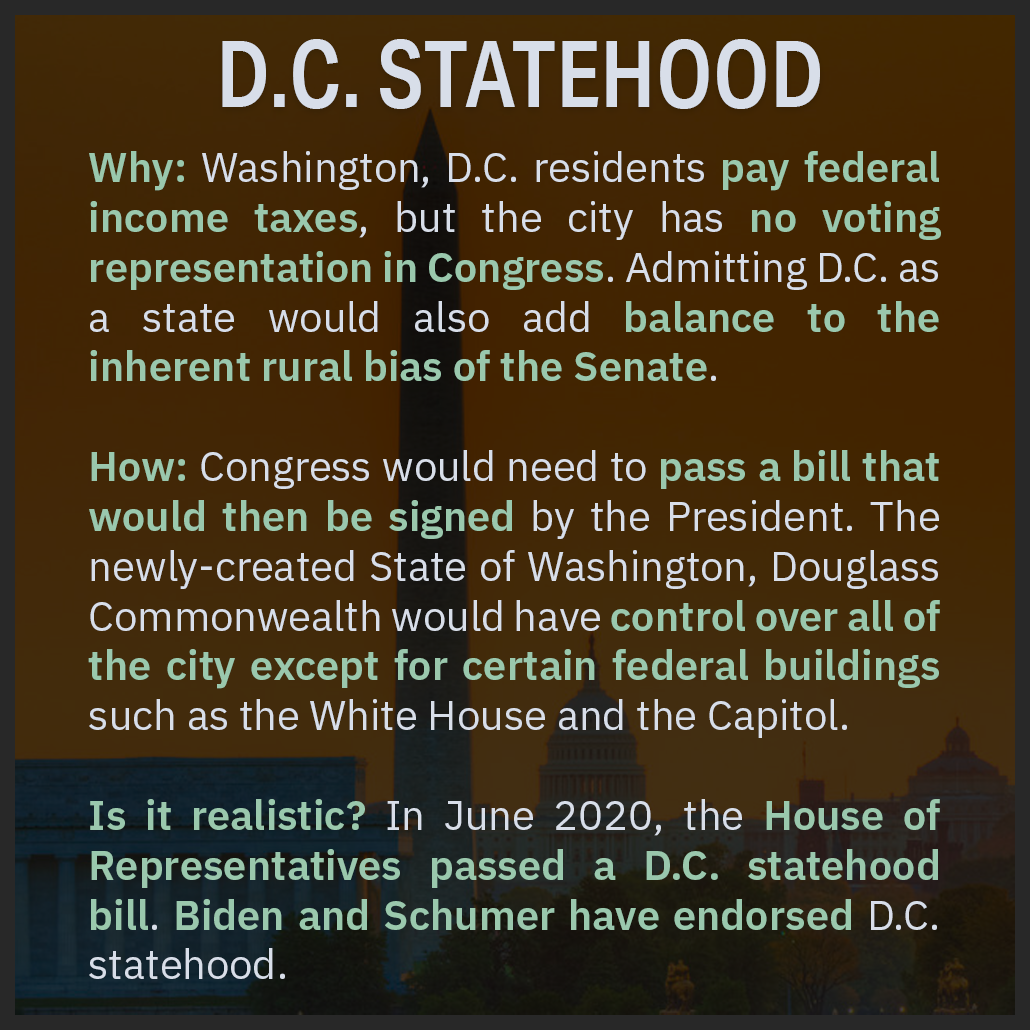 D.C. STATEHOOD
Why: Washington, D.C. residents pay federal
income taxes, but the city has no voting
representation in Congress. Admitting D.C. as
a state would also add balance to the
inherent rural bias of the Senate.
How: Congress would need to pass a bill that
would then be signed by the President. The
newly-created State of Washington, Douglass
Commonwealth would have control over all of
the city except for certain federal buildings
such as the White House and the Capitol.
Is it realistic? In June 2020, the House of
Representatives passed a D.C. statehood
bill. Biden and Schumer have endorsed D.C.
statehood.